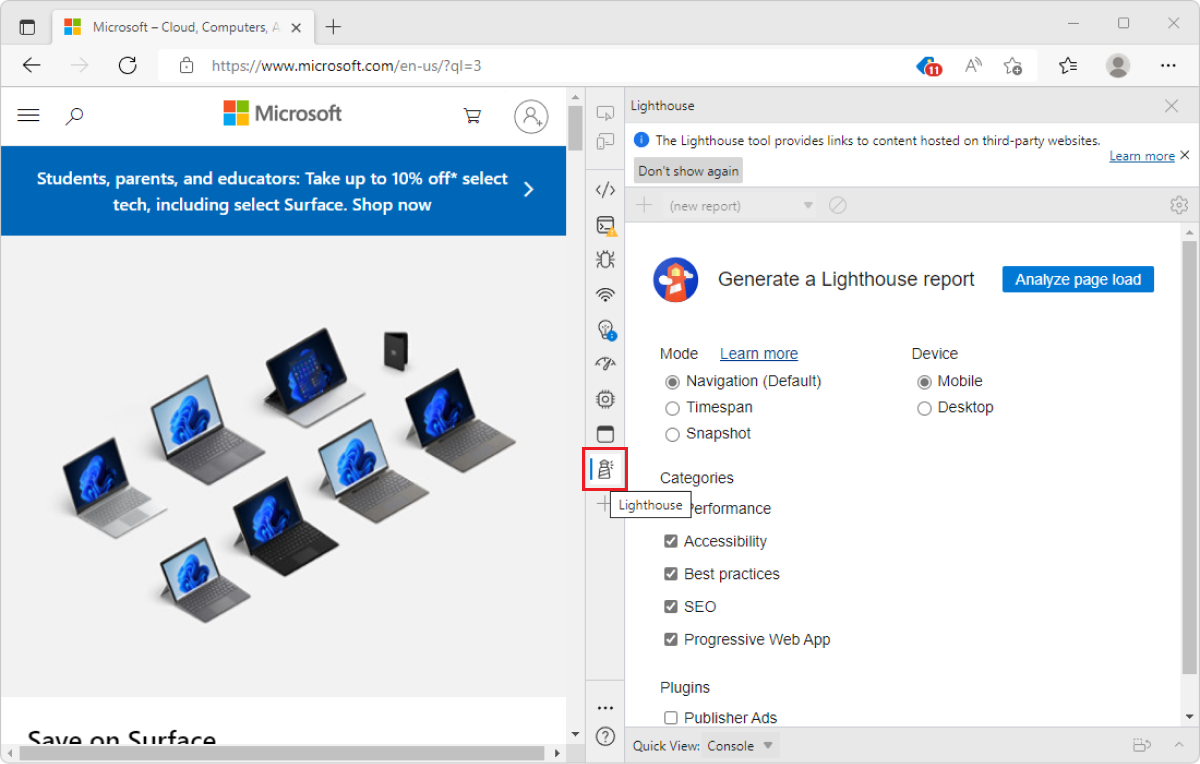 Microsoft – Cloud, Computers, A
https://www.microsoft.com/en-us/?ql=3
11
Microsoft
Students, parents, and educators: Take up to 10% off* select
tech, including select Surface. Shop now
Save on Surface
Lighthouse
The Lighthouse tool provides links to content hosted on third-party websites.
Learn more
Don't show again
(new report)
Generate a Lighthouse report
Analyze page load
Mode Learn more
Device
Navigation (Default)
Mobile
Timespan
Desktop
Snapshot
Categories
Lighthouse
Performance
Accessibility
Best practices
SEO
Progressive Web App
Plugins
Publisher Ads
Quick View: Console